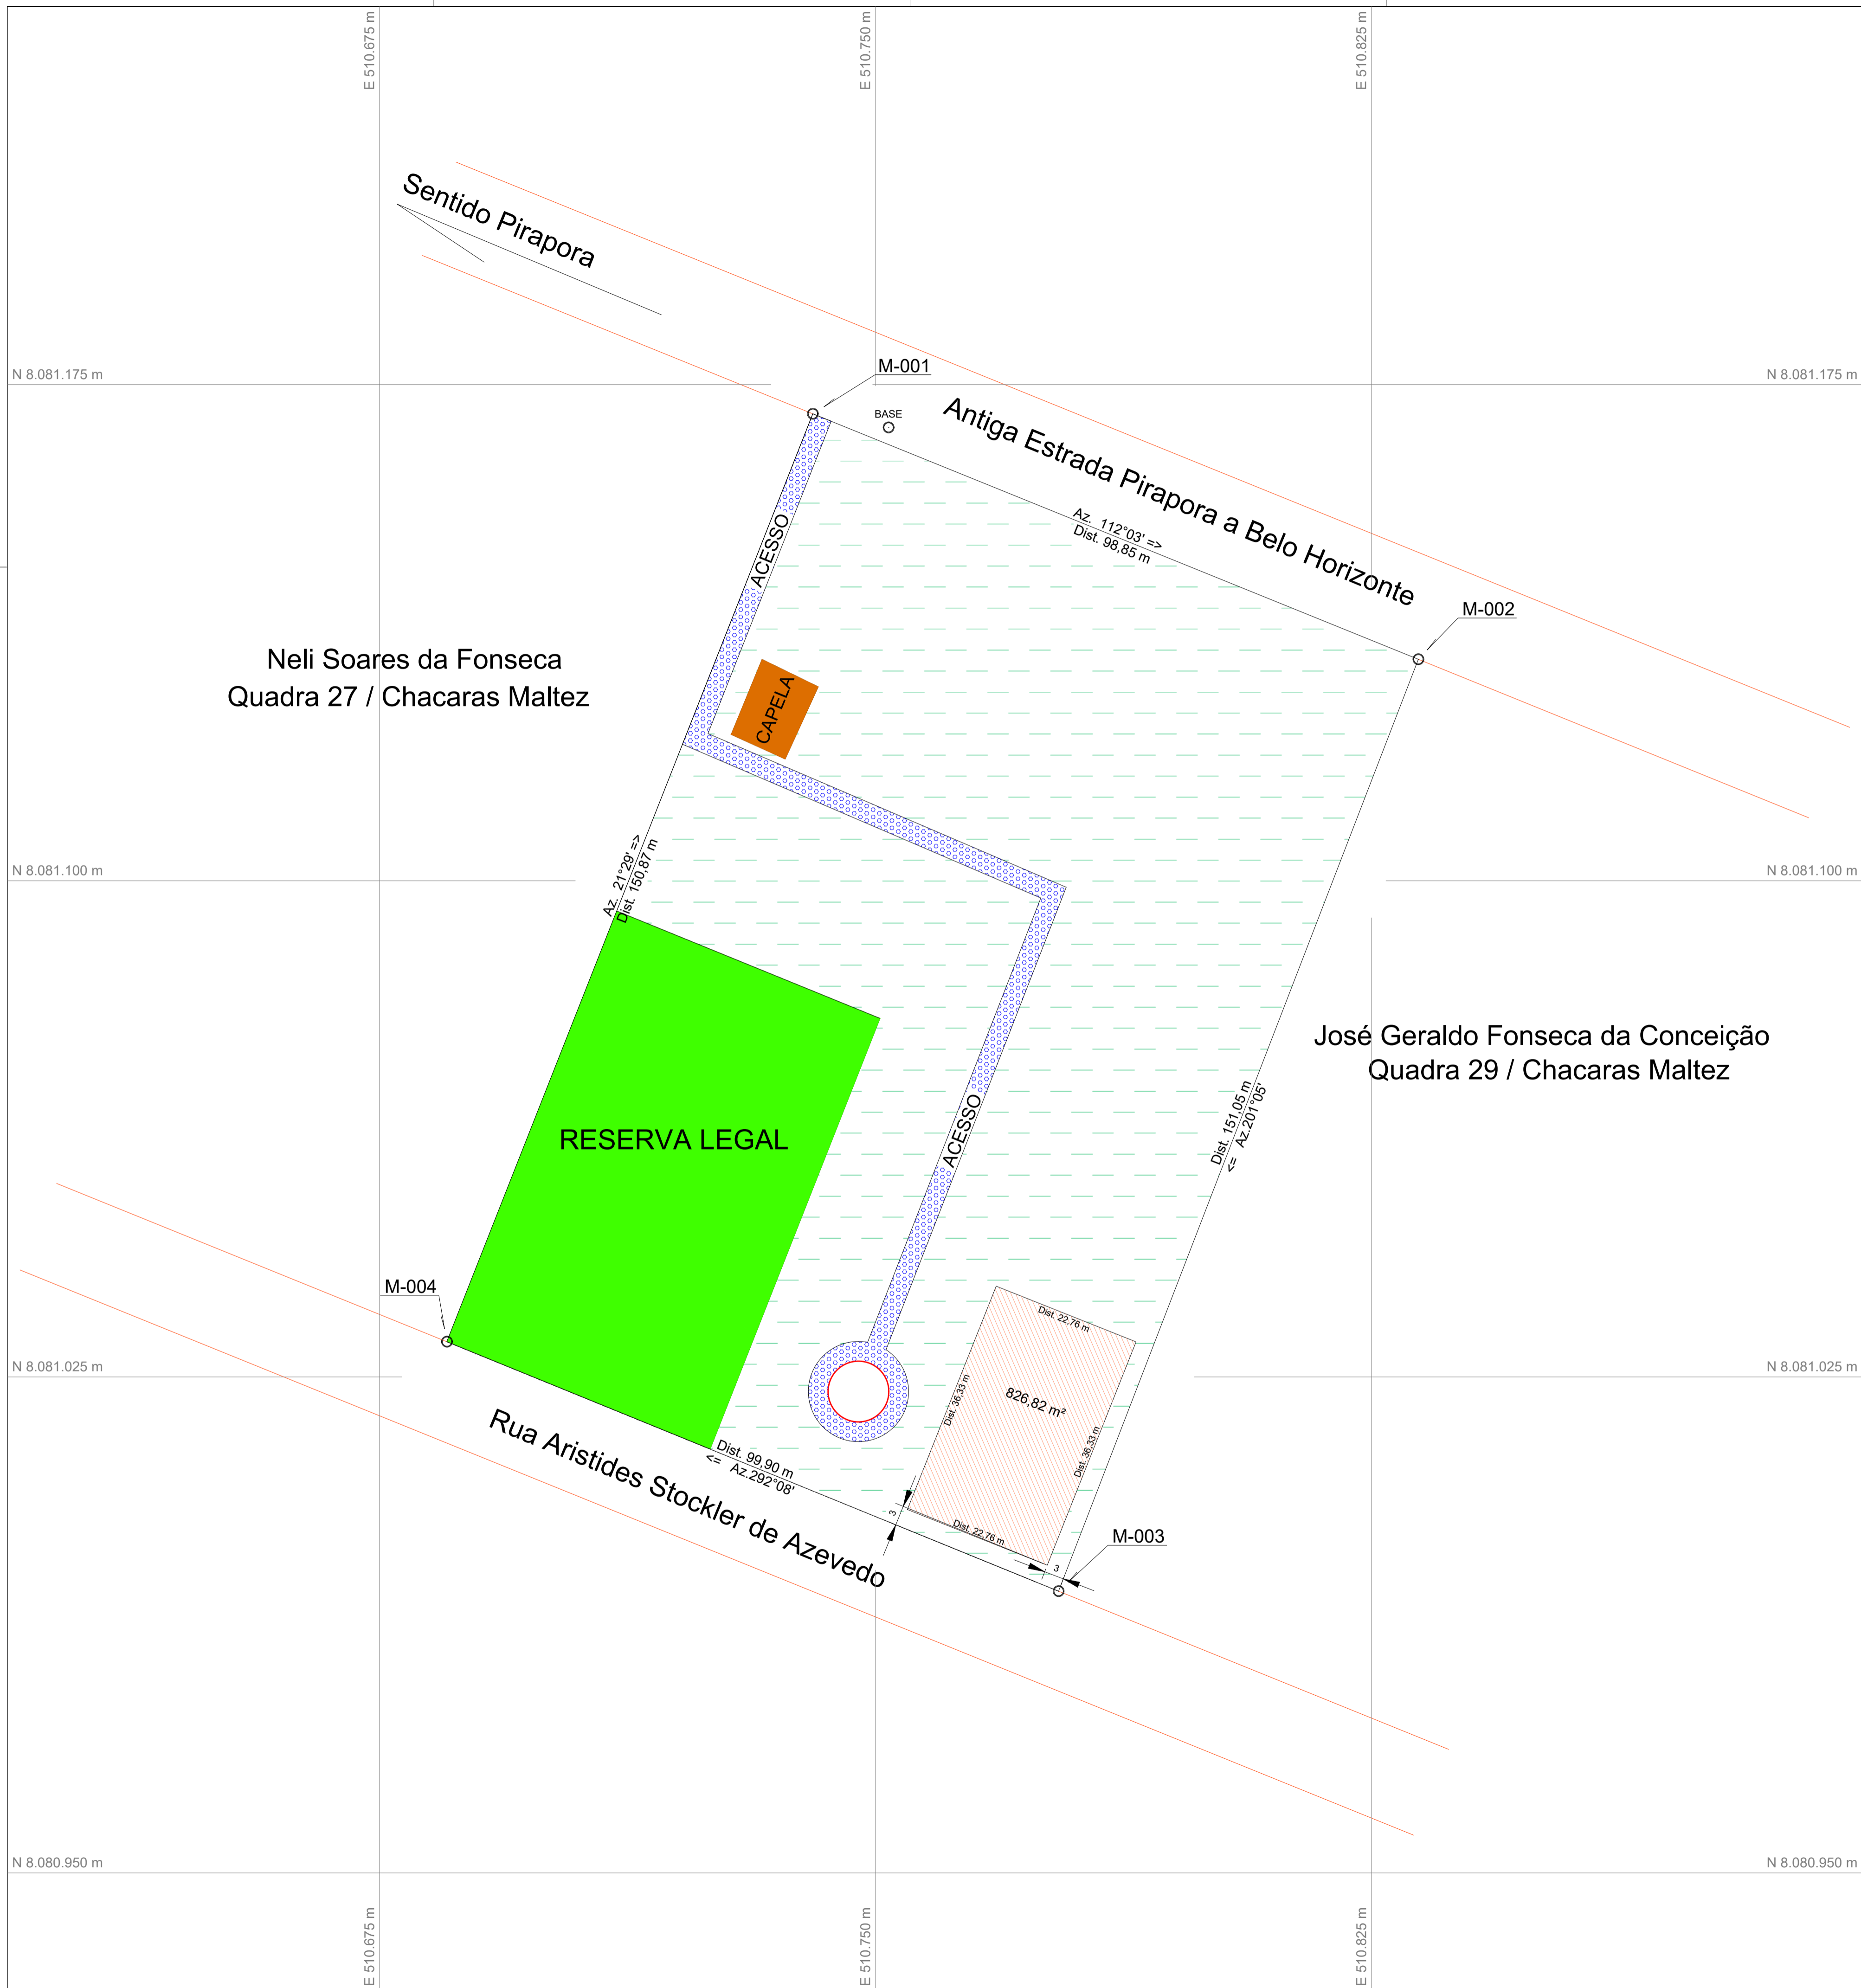 E 510.675 m
E 510.750 m
E 510.825 m
Sentido Pirapora
N 8.081.175 m
N 8.081.175 m
M-001
BASE
Antiga Estrada Pirapora a Belo Horizonte
Az. 112°03' =>
Dist. 98,85 m
ACESSO
M-002
Neli Soares da Fonseca
Quadra 27 / Chacaras Maltez
CAPELA
Az. 21°29' =>
Dist. 150,87 m
N 8.081.100 m
N 8.081.100 m
José Geraldo Fonseca da Conceição
Quadra 29 / Chacaras Maltez
RESERVA LEGAL
ACESSO
Dist. 151,05 m
<= Az.201°05'
M-004
N 8.081.025 m
N 8.081.025 m
Dist. 22,76 m
Dist. 36,33 m
826,82 m²
Dist. 36,33 m
Dist. 22,76 m
Dist. 99,90 m
<= Az.292°08'
3
3
Rua Aristides Stockler de Azevedo
M-003
N 8.080.950 m
N 8.080.950 m
E 510.675 m
E 510.750 m
E 510.825 m